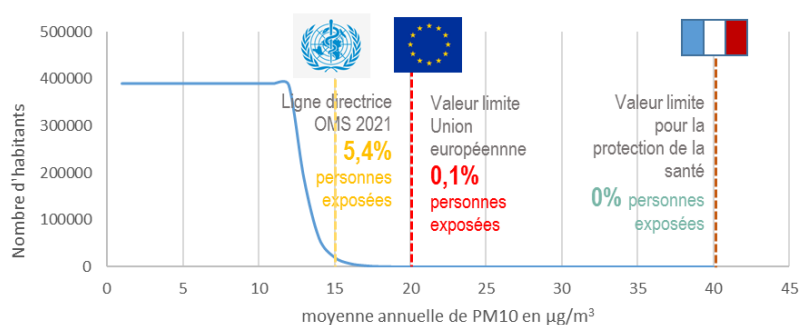 500000
400000
300000
200000
100000
0
Nombre d'habitants
Ligne directrice
OMS 2021
5,4%
personnes
exposées
Valeur limite
Union
européennne
0,1%
personnes
exposées
Valeur limite
pour la
protection de la
santé
0% personnes
exposées
0 5 10 15 20 25 30 35 40 45
moyenne annuelle de PM10 en µg/m³